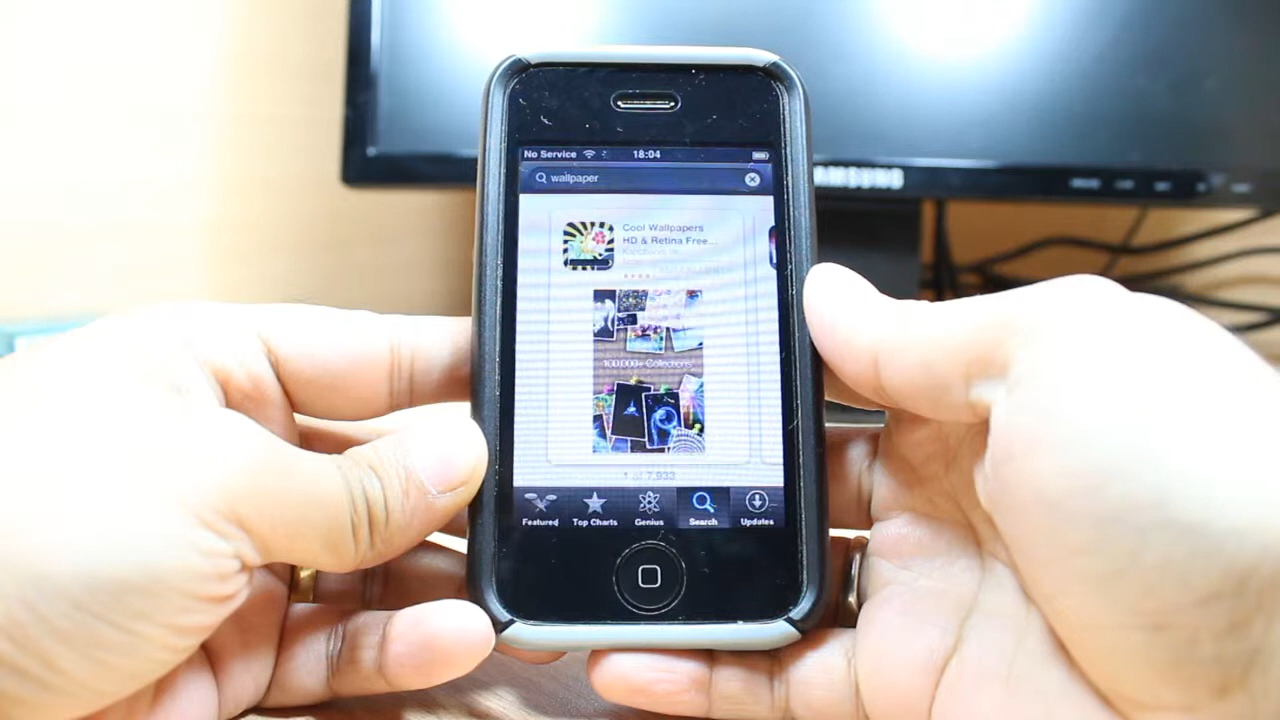 No Service 18:04
wallpaper
Cool Wallpapers
HD & Retina Free...
100,000+ Collections
1 of 7,933
Featured Top Charts Genius Search Updates